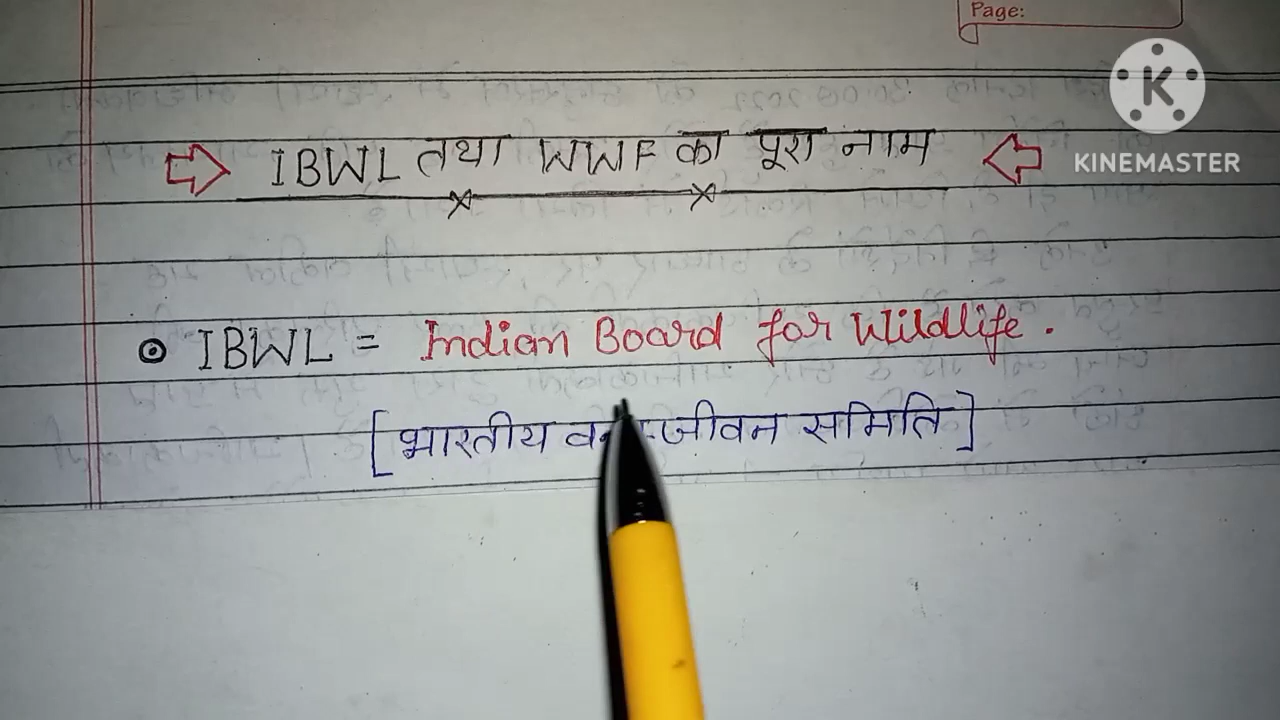 Page:
KINEMASTER
IBWL तथा WWF का पूरा नाम
IBWL = Indian Board for Wildlife.
[भारतीय जीवन समिति]